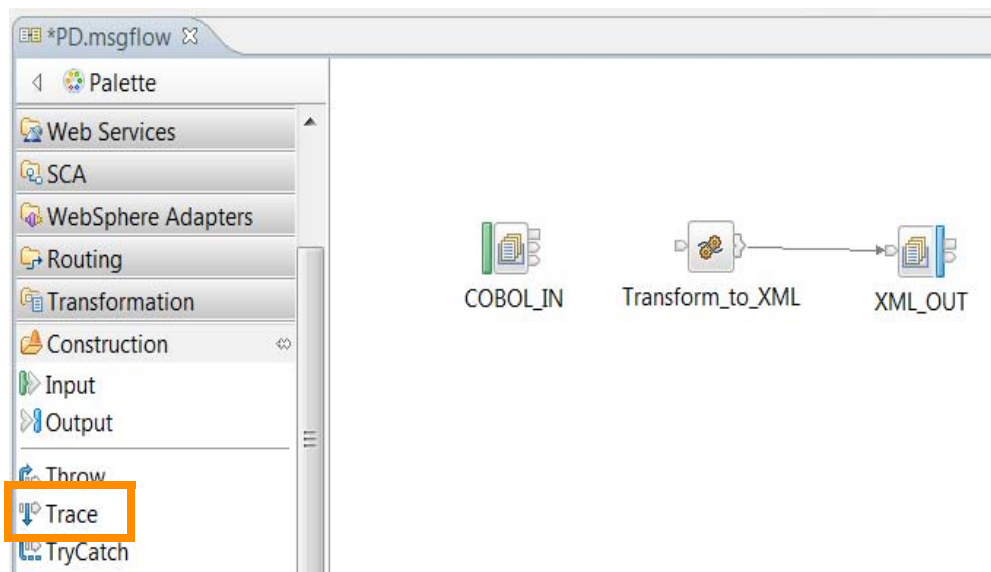 *PD.msgflow
Palette
Web Services
SCA
WebSphere Adapters
Routing
Transformation
Construction
Input
Output
Throw
Trace
TryCatch
COBOL_IN
Transform_to_XML
XML_OUT